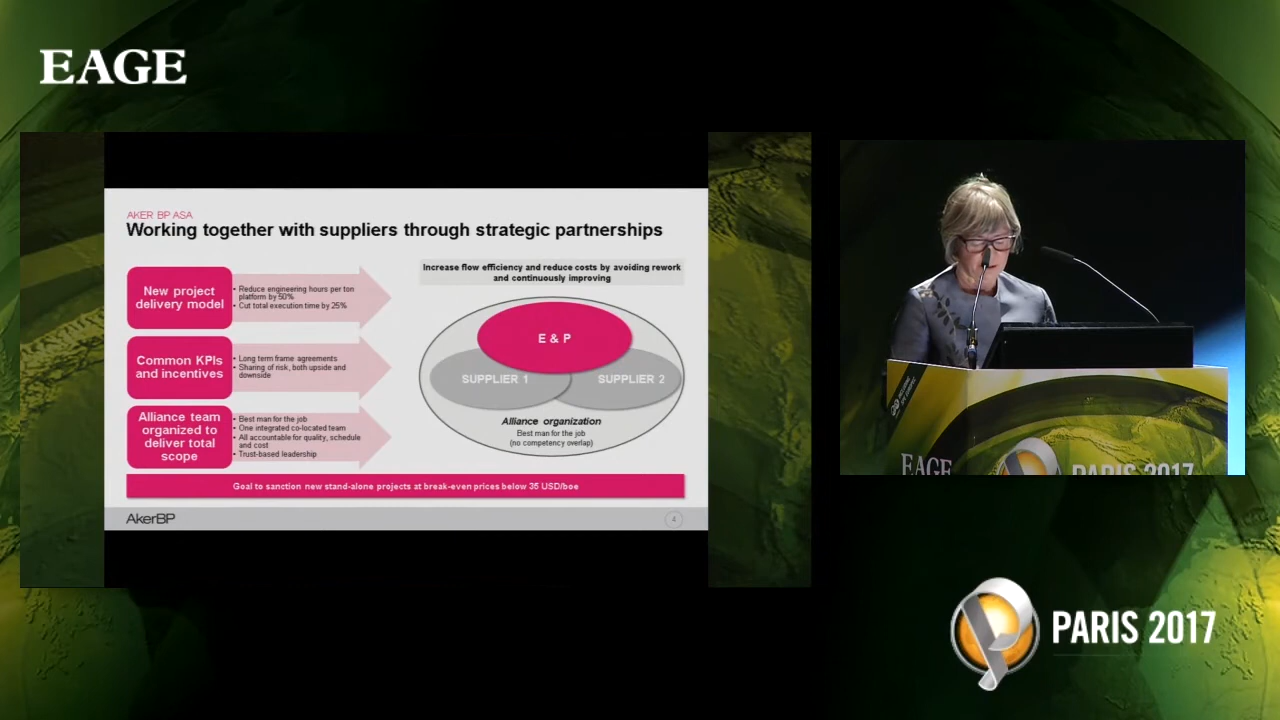 EAGE
AKER BP ASA
Working together with suppliers through strategic partnerships
New project
delivery model
• Reduce engineering hours per ton
platform by 50%
• Cut total execution time by 25%
Common KPIs
and incentives
• Long term frame agreements
• Sharing of risk, both upside and
downside
Alliance team
organized to
deliver total
scope
• Best man for the job
• One integrated co-located team
• All accountable for quality, schedule
and cost
• Trust-based leadership
Increase flow efficiency and reduce costs by avoiding rework
and continuously improving
E & P
SUPPLIER 1
SUPPLIER 2
Alliance organization
Best man for the job
(no competency overlap)
Goal to sanction new stand-alone projects at break-even prices below 35 USD/boe
AkerBP
4
EAGE
PARIS 2017
PARIS 2017